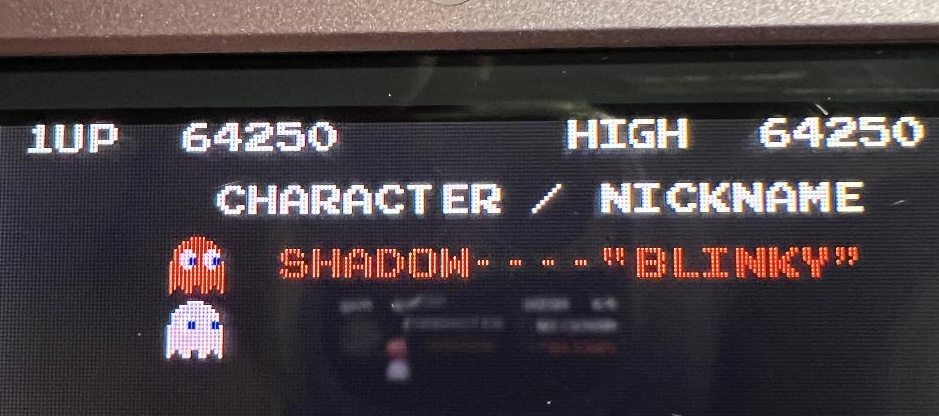 1UP 64250 HIGH 64250
CHARACTER / NICKNAME
SHADOW----"BLINKY"